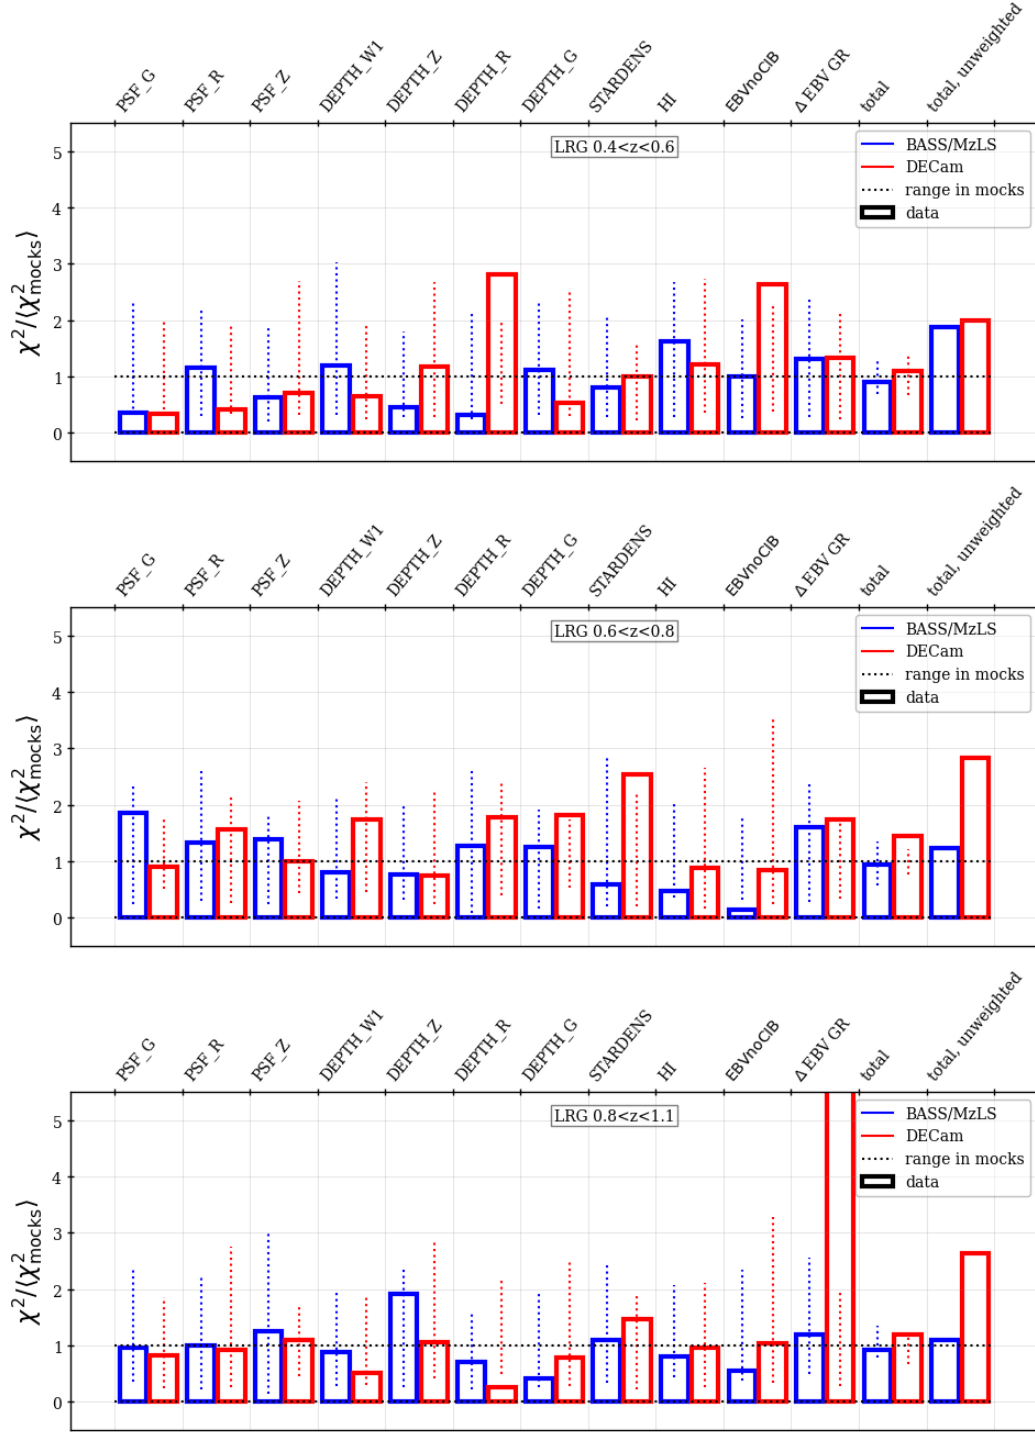 PSF_G PSF_R PSF_Z DEPTH_W1 DEPTH_Z DEPTH_R DEPTH_G STARDENS HI EBVnoCIB Δ EBV GR total total, unweighted
LRG 0.4<z<0.6
BASS/MzLS
DECam
range in mocks
data
5
4
3
2
1
0
χ²/⟨χ²mocks⟩
PSF_G PSF_R PSF_Z DEPTH_W1 DEPTH_Z DEPTH_R DEPTH_G STARDENS HI EBVnoCIB Δ EBV GR total total, unweighted
LRG 0.6<z<0.8
BASS/MzLS
DECam
range in mocks
data
5
4
3
2
1
0
χ²/⟨χ²mocks⟩
PSF_G PSF_R PSF_Z DEPTH_W1 DEPTH_Z DEPTH_R DEPTH_G STARDENS HI EBVnoCIB Δ EBV GR total total, unweighted
LRG 0.8<z<1.1
BASS/MzLS
DECam
range in mocks
data
5
4
3
2
1
0
χ²/⟨χ²mocks⟩